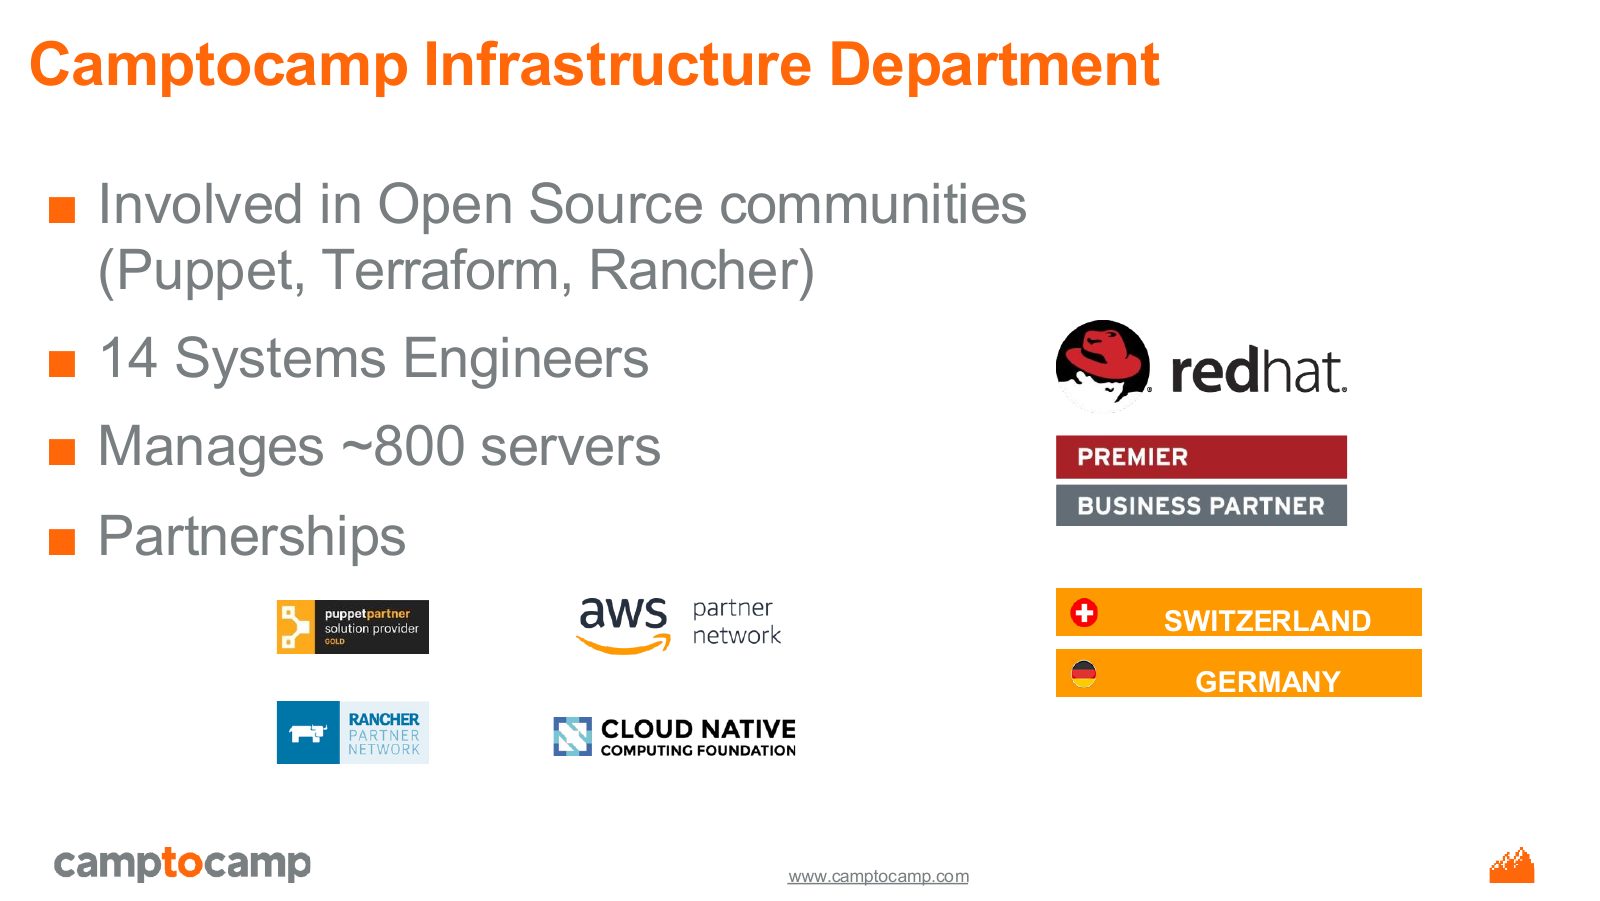 Camptocamp Infrastructure Department
■ Involved in Open Source communities
(Puppet, Terraform, Rancher)
■ 14 Systems Engineers
■ Manages ~800 servers
■ Partnerships
redhat.
PREMIER
BUSINESS PARTNER
puppetpartner
solution provider
GOLD
aws partner
network
SWITZERLAND
GERMANY
RANCHER
PARTNER
NETWORK
CLOUD NATIVE
COMPUTING FOUNDATION
camptocamp
www.camptocamp.com